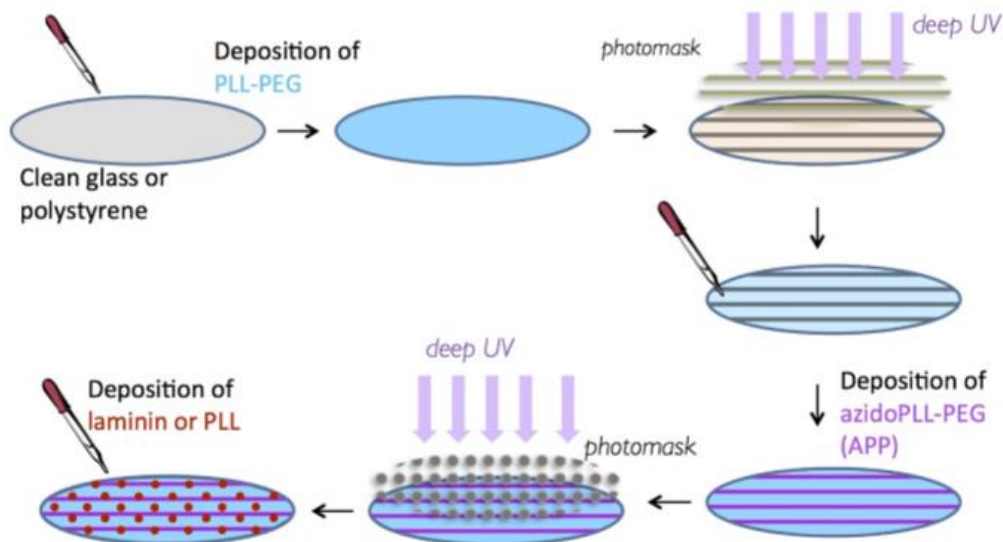 Deposition of
PLL-PEG
photomask
deep UV
Clean glass or
polystyrene
deep UV
photomask
Deposition of
azidoPLL-PEG
(APP)
Deposition of
laminin or PLL